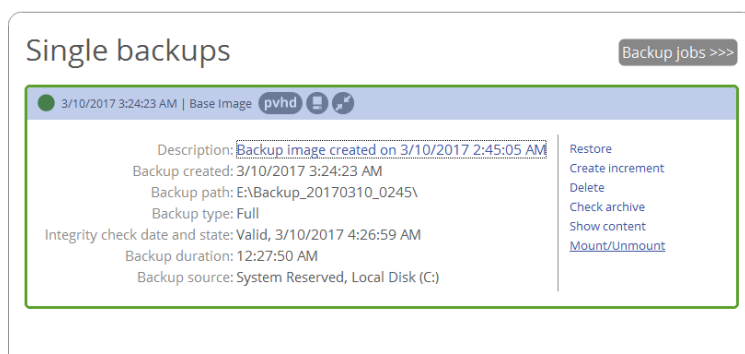 Single backups
Backup jobs >>>
3/10/2017 3:24:23 AM | Base Image pvhd
Description: Backup image created on 3/10/2017 2:45:05 AM
Backup created: 3/10/2017 3:24:23 AM
Backup path: E:\Backup_20170310_0245\
Backup type: Full
Integrity check date and state: Valid, 3/10/2017 4:26:59 AM
Backup duration: 12:27:50 AM
Backup source: System Reserved, Local Disk (C:)
Restore
Create increment
Delete
Check archive
Show content
Mount/Unmount